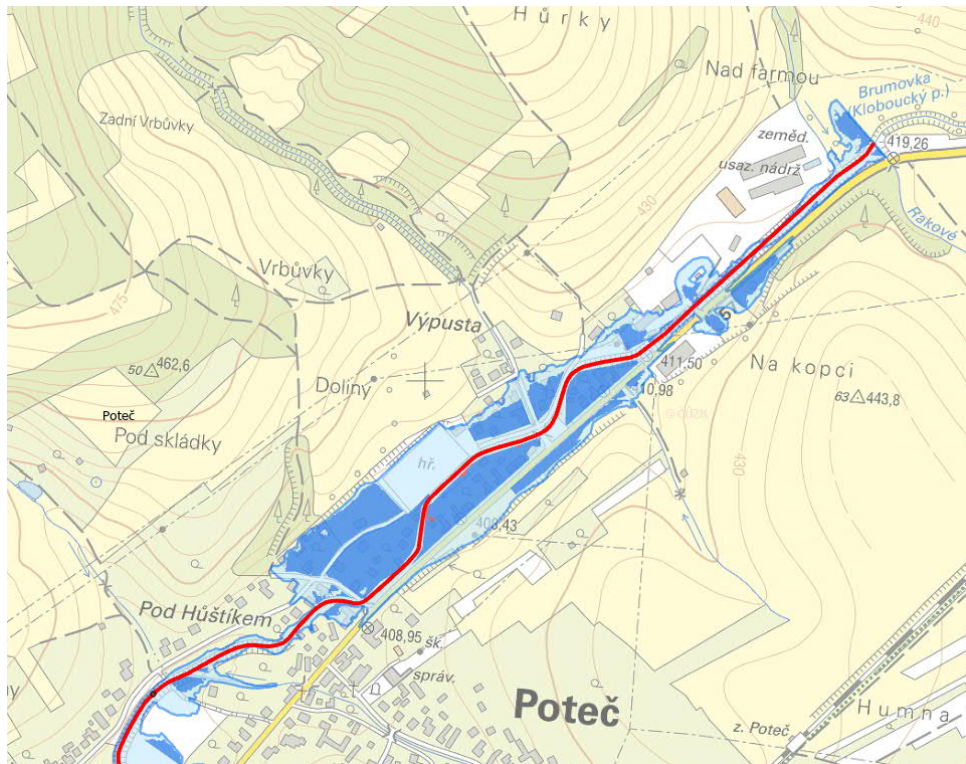 Hůrky
440
Nad farmou
Brumovka
(Kloboucký p.)
419,26
Zadní Vrbůvky
zeměd.
usaz. nádrž
430
Rakové
Vrbůvky
475
Výpusta
5
462,6
50
Doliny
411,50
Na kopci
Poteč
63
443,8
Pod skládky
hř.
430
408,43
Pod Hůštíkem
408,95
šk.
správ.
Poteč
Humna
z. Poteč